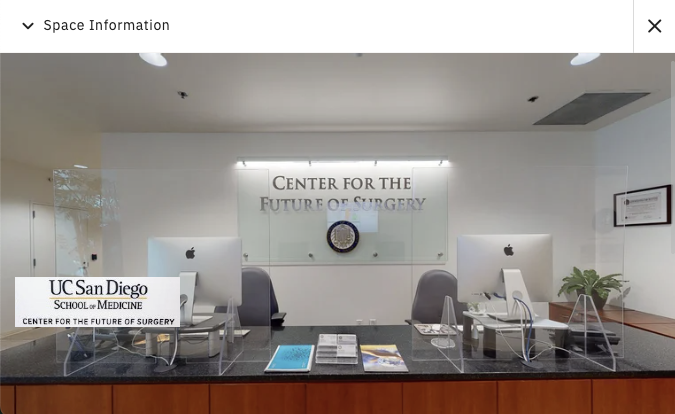 Space Information
CENTER FOR THE
FUTURE OF SURGERY
UC San Diego
SCHOOL OF MEDICINE
CENTER FOR THE FUTURE OF SURGERY